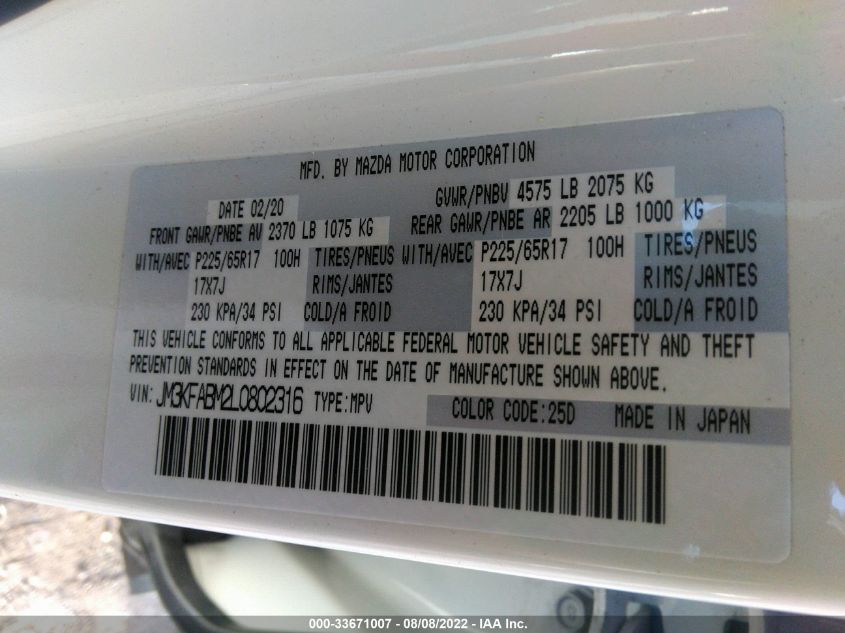 MFD. BY MAZDA MOTOR CORPORATION
DATE 02/20 GVWR/PNBV 4575 LB 2075 KG
FRONT GAWR/PNBE AV 2370 LB 1075 KG REAR GAWR/PNBE AR 2205 LB 1000 KG
WITH/AVEC P225/65R17 100H TIRES/PNEUS WITH/AVEC P225/65R17 100H TIRES/PNEUS
17X7J RIMS/JANTES 17X7J RIMS/JANTES
230 KPA/34 PSI COLD/A FROID 230 KPA/34 PSI COLD/A FROID
THIS VEHICLE CONFORMS TO ALL APPLICABLE FEDERAL MOTOR VEHICLE SAFETY AND THEFT
PREVENTION STANDARDS IN EFFECT ON THE DATE OF MANUFACTURE SHOWN ABOVE.
VIN: JM3KFABM2L0802316 TYPE:MPV COLOR CODE:25D MADE IN JAPAN
000-33671007 - 08/08/2022 - IAA Inc.